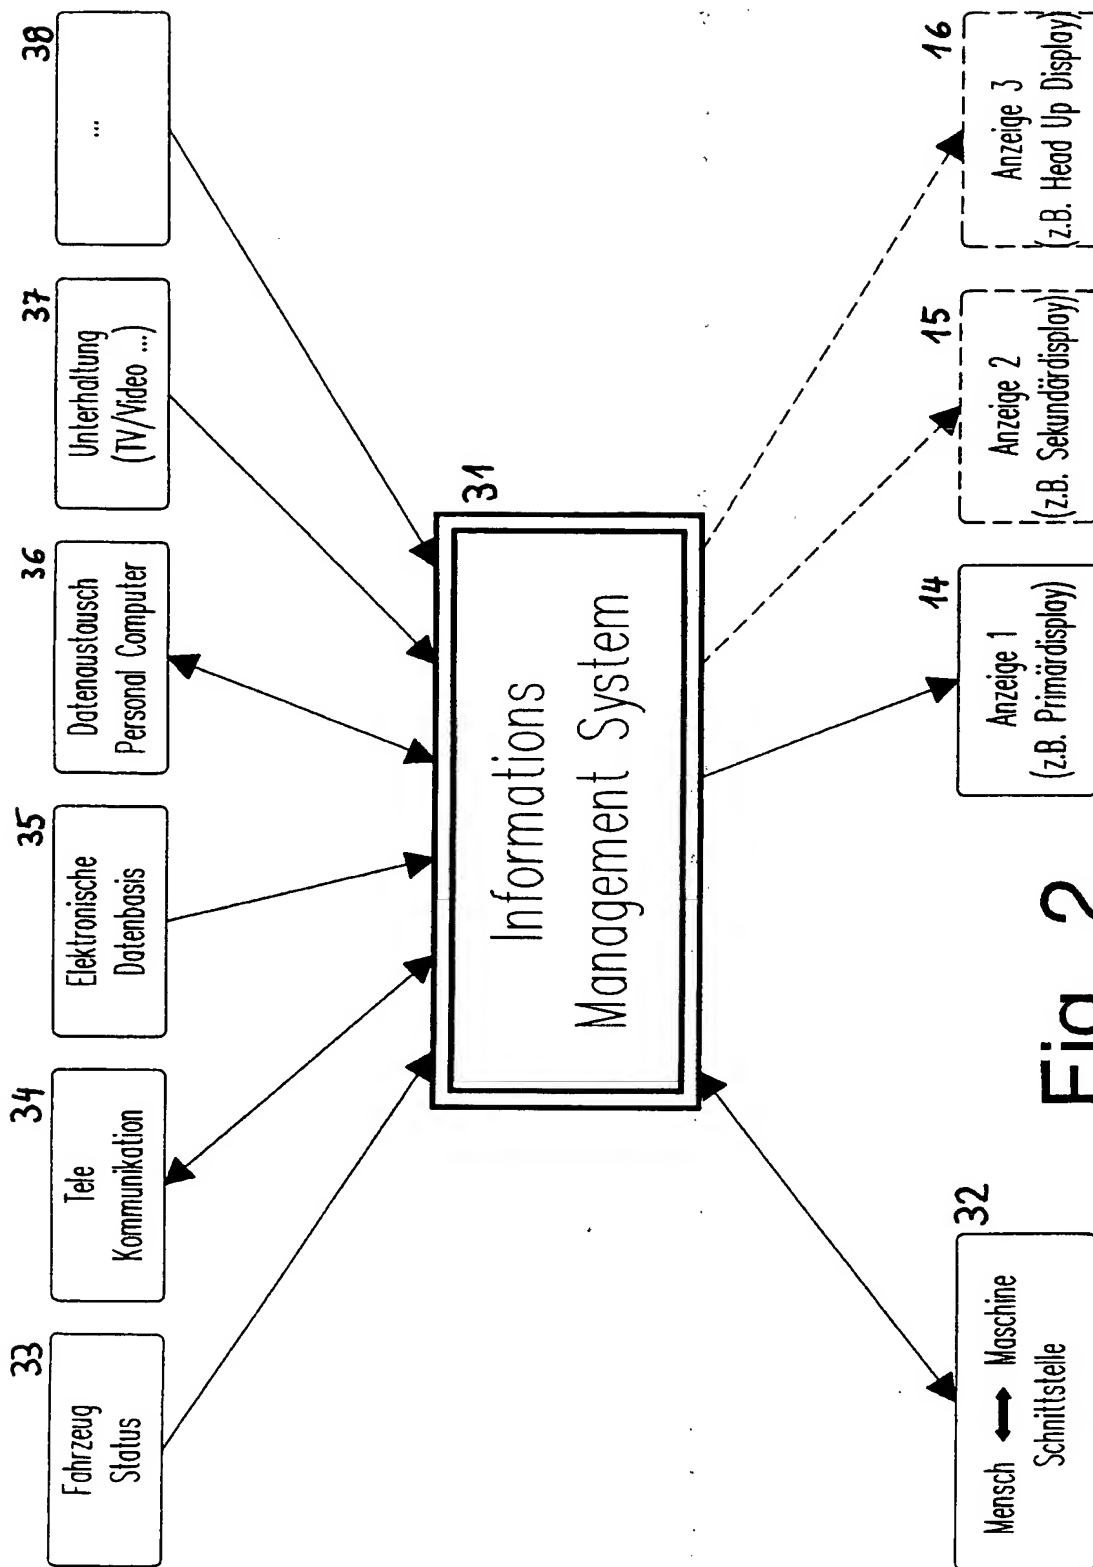 33
Fahrzeug
Status
34
Tele
Kommunikation
35
Elektronische
Datenbasis
36
Datenaustausch
Personal Computer
37
Unterhaltung
(TV/Video ...)
38
...
31
Informations
Management System
32
Mensch ⟷ Maschine
Schnittstelle
14
Anzeige 1
(z.B. Primärdisplay)
15
Anzeige 2
(z.B. Sekundärdisplay)
16
Anzeige 3
(z.B. Head Up Display)
Fig 2